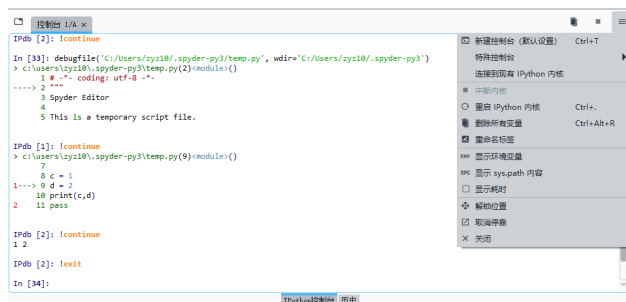 控制台 1/A ×
IPdb [2]: !continue
In [33]: debugfile('C:/Users/zyz10/.spyder-py3/temp.py', wdir='C:/Users/zyz10/.spyder-py3')
> c:\users\zyz10\.spyder-py3\temp.py(2)<module>()
1 # -*- coding: utf-8 -*-
----> 2 """
3 Spyder Editor
4
5 This is a temporary script file.
IPdb [1]: !continue
> c:\users\zyz10\.spyder-py3\temp.py(9)<module>()
7
8 c = 1
1---> 9 d = 2
10 print(c,d)
2 11 pass
IPdb [2]: !continue
1 2
IPdb [2]: !exit
In [34]:
新建控制台（默认设置） Ctrl+T
特殊控制台
连接到现有 IPython 内核
中断内核
重启 IPython 内核 Ctrl+.
删除所有变量 Ctrl+Alt+R
重命名标签
ENV 显示环境变量
SPC 显示 sys.path 内容
显示耗时
解锁位置
取消停靠
× 关闭
IPython控制台 历史